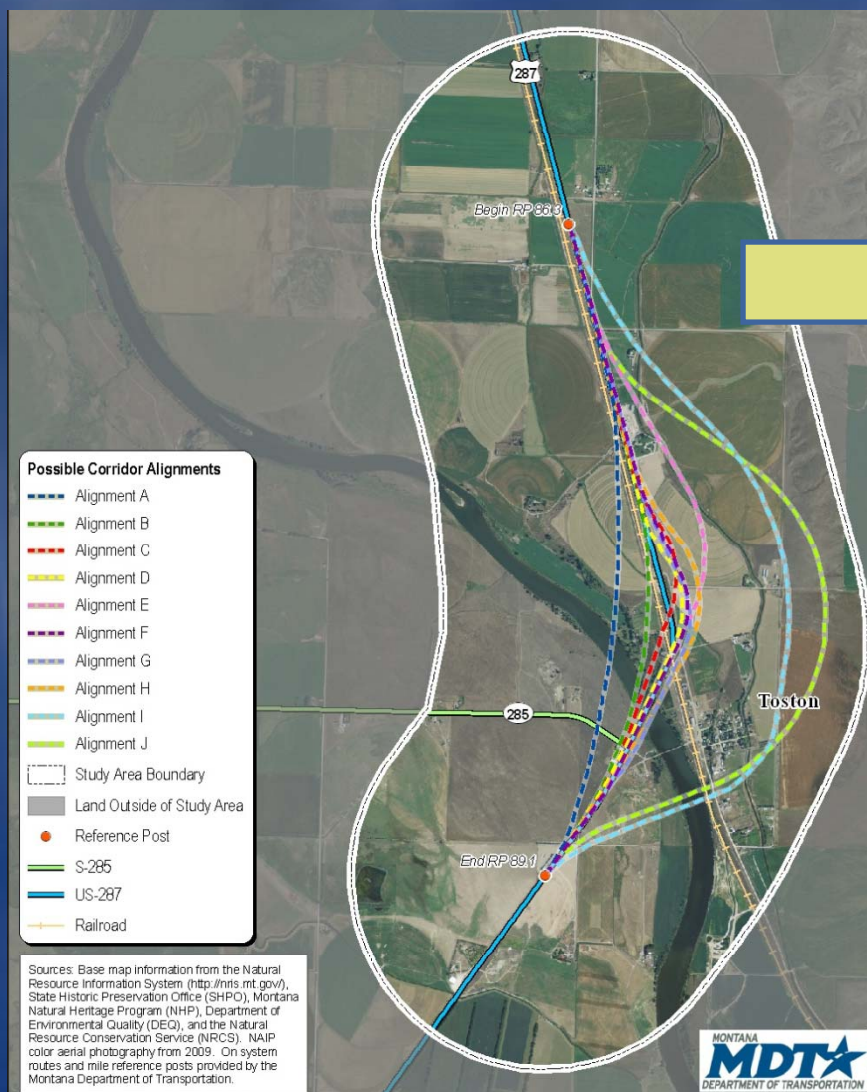 287
Begin RP 86.3
Possible Corridor Alignments
Alignment A
Alignment B
Alignment C
Alignment D
Alignment E
Alignment F
Alignment G
Alignment H
Alignment I
Alignment J
Study Area Boundary
Land Outside of Study Area
Reference Post
S-285
US-287
Railroad
285
Toston
End RP 89.1
Sources: Base map information from the Natural
Resource Information System (http://nris.mt.gov/),
State Historic Preservation Office (SHPO), Montana
Natural Heritage Program (NHP), Department of
Environmental Quality (DEQ), and the Natural
Resource Conservation Service (NRCS). NAIP
color aerial photography from 2009. On system
routes and mile reference posts provided by the
Montana Department of Transportation.
MONTANA
MDT
DEPARTMENT OF TRANSPORTATION